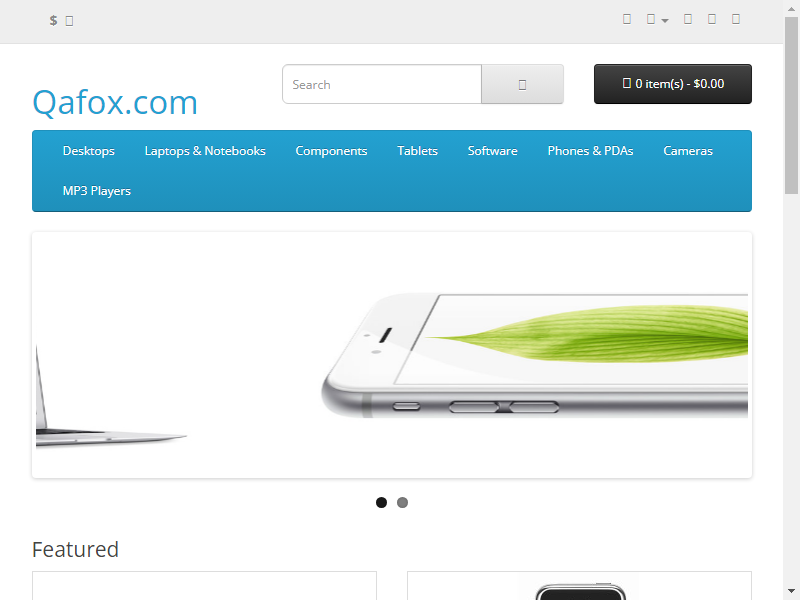 $
Qafox.com
Search
0 item(s) - $0.00
Desktops
Laptops & Notebooks
Components
Tablets
Software
Phones & PDAs
Cameras
MP3 Players
Featured